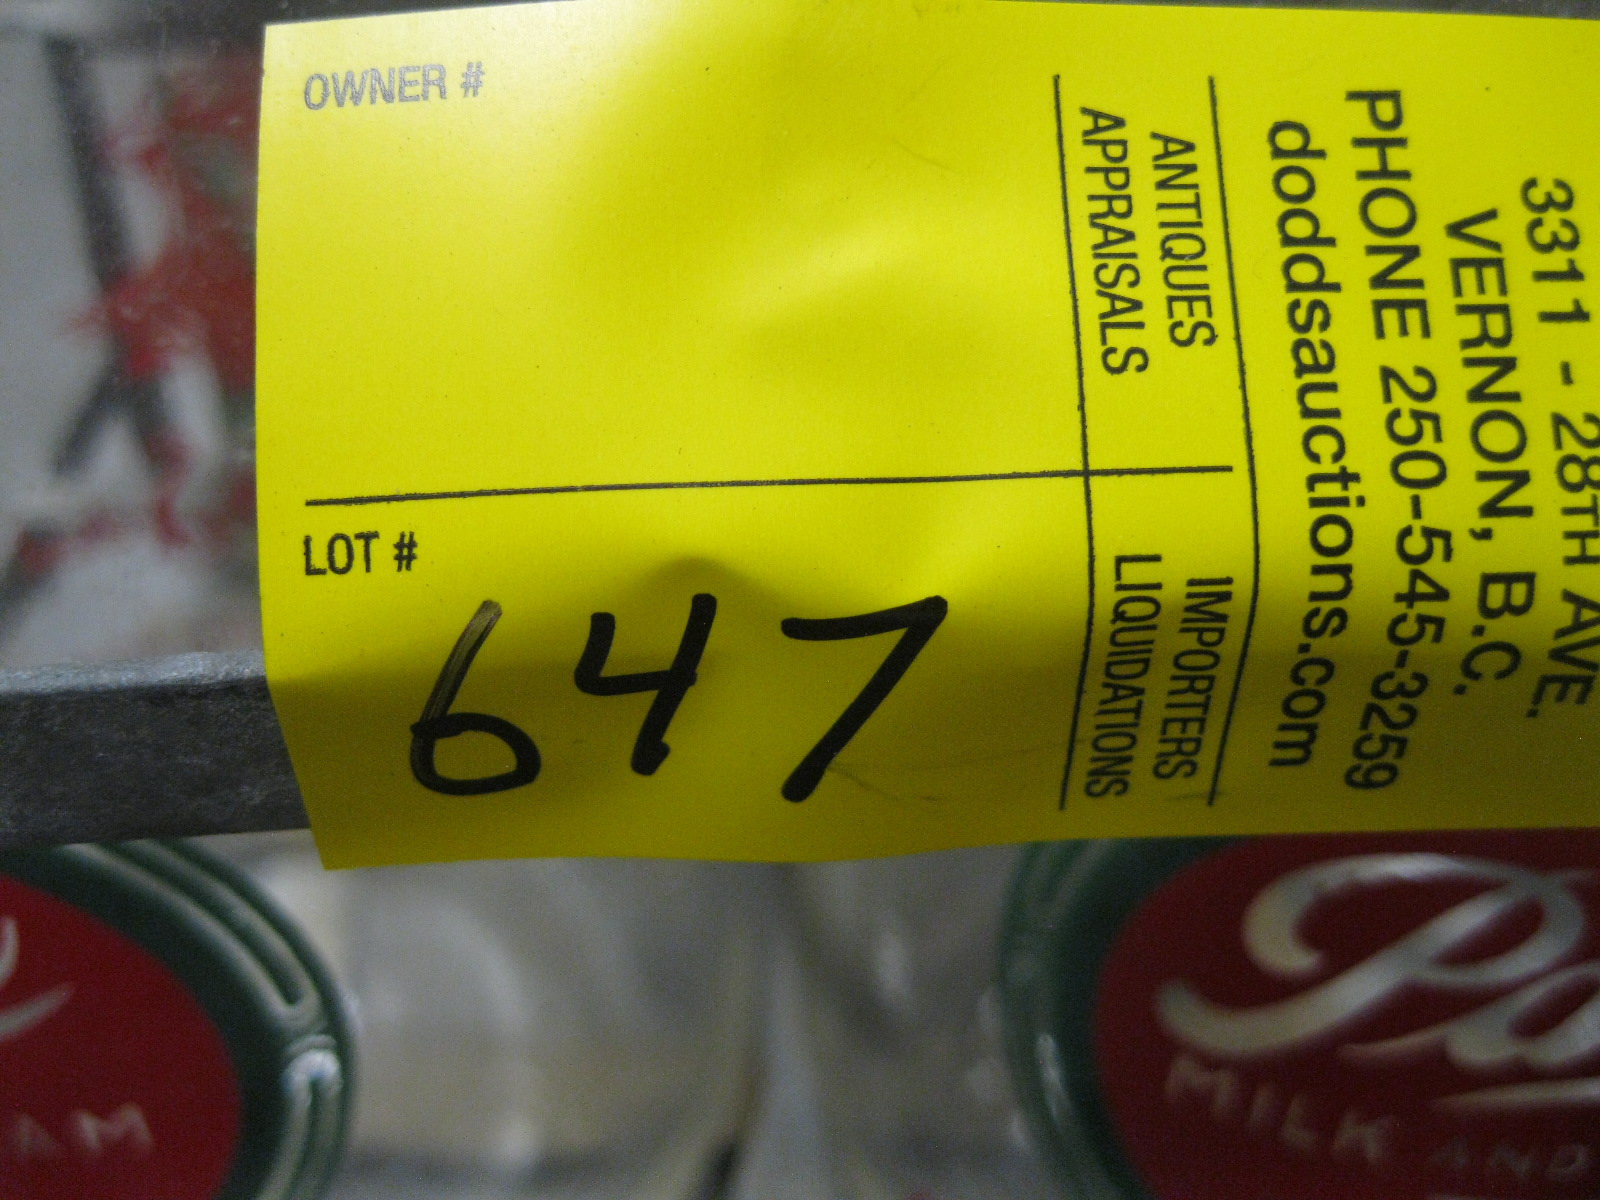 OWNER #
LOT #
647
3311 - 28TH AVE.
VERNON, B.C.
PHONE 250-545-3259
doddsauctions.com
ANTIQUES
APPRAISALS
IMPORTERS
LIQUIDATIONS
MILK AND